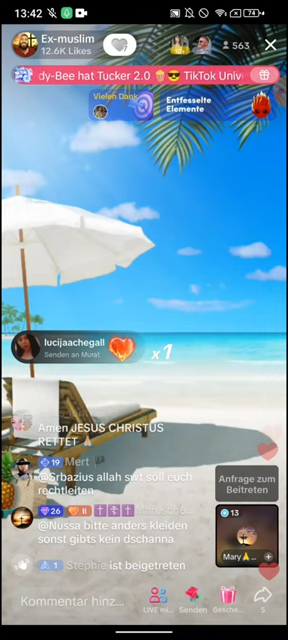 13:42
74
Ex-muslim
12.6K Likes
563
dy-Bee hat Tucker 2.0 🍿😎 TikTok Univ
Vielen Dank
Entfesselte
Elemente
lucijaachegall
Senden an Murat.
x1
Amen JESUS CHRISTUS
RETTET 🙏
19 Mert
@Srbazius allah swt soll euch
rechtleiten
Anfrage zum
Beitreten
26 II
@Nussa bitte anders kleiden
sonst gibts kein dschanna
13
Mary🙏...
1 Stephie ist beigetreten
Kommentar hinz...
LIVE mi...
Senden
Gesche...
5